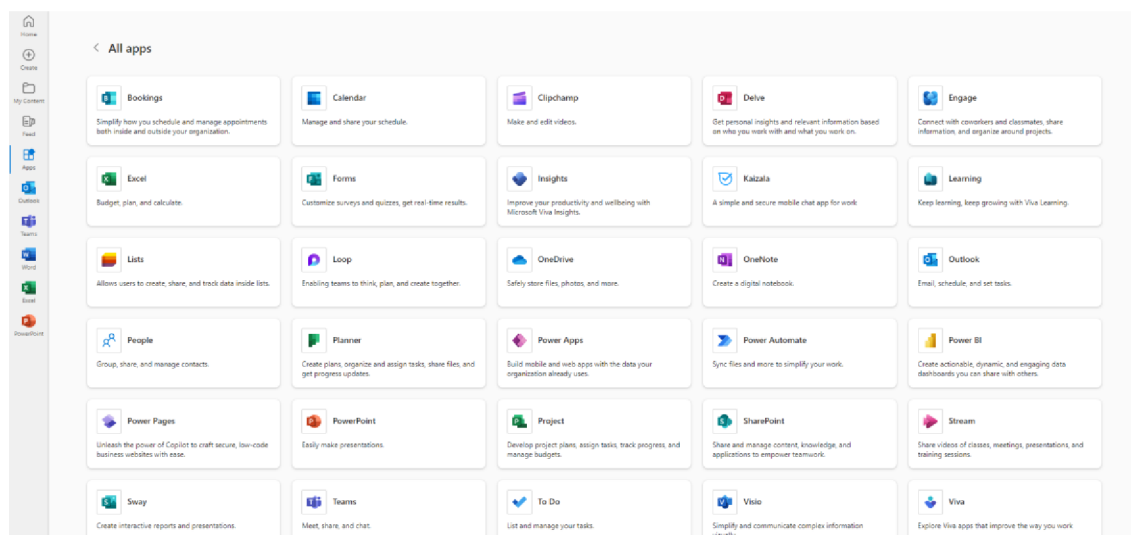 Home
Create
My Content
Feed
Apps
Outlook
Teams
Word
Excel
PowerPoint
All apps
Bookings
Simplify how you schedule and manage appointments
both inside and outside your organization.
Calendar
Manage and share your schedule.
Clipchamp
Make and edit videos.
Delve
Get personal insights and relevant information based
on who you work with and what you work on.
Engage
Connect with coworkers and classmates, share
information, and organize around projects.
Excel
Budget, plan, and calculate.
Forms
Customize surveys and quizzes, get real-time results.
Insights
Improve your productivity and wellbeing with
Microsoft Viva Insights.
Kaizala
A simple and secure mobile chat app for work
Learning
Keep learning, keep growing with Viva Learning.
Lists
Allows users to create, share, and track data inside lists.
Loop
Enabling teams to think, plan, and create together.
OneDrive
Safely store files, photos, and more.
OneNote
Create a digital notebook.
Outlook
Email, schedule, and set tasks.
People
Group, share, and manage contacts.
Planner
Create plans, organize and assign tasks, share files, and
get progress updates.
Power Apps
Build mobile and web apps with the data your
organization already uses.
Power Automate
Sync files and more to simplify your work.
Power BI
Create actionable, dynamic, and engaging data
dashboards you can share with others.
Power Pages
Unleash the power of Copilot to craft secure, low-code
business websites with ease.
PowerPoint
Easily make presentations.
Project
Develop project plans, assign tasks, track progress, and
manage budgets.
SharePoint
Share and manage content, knowledge, and
applications to empower teamwork.
Stream
Share videos of classes, meetings, presentations, and
training sessions.
Sway
Create interactive reports and presentations.
Teams
Meet, share, and chat.
To Do
List and manage your tasks.
Visio
Simplify and communicate complex information
Viva
Explore Viva apps that improve the way you work